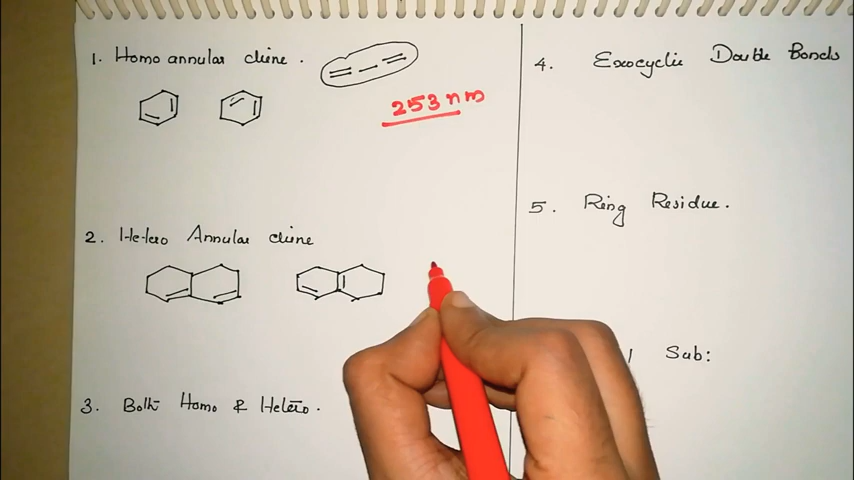 1. Homo annular diene.
253 nm
2. Hetero Annular diene
3. Both Homo & Hetero.
4. Exocyclic Double Bonds
5. Ring Residue.
Sub: